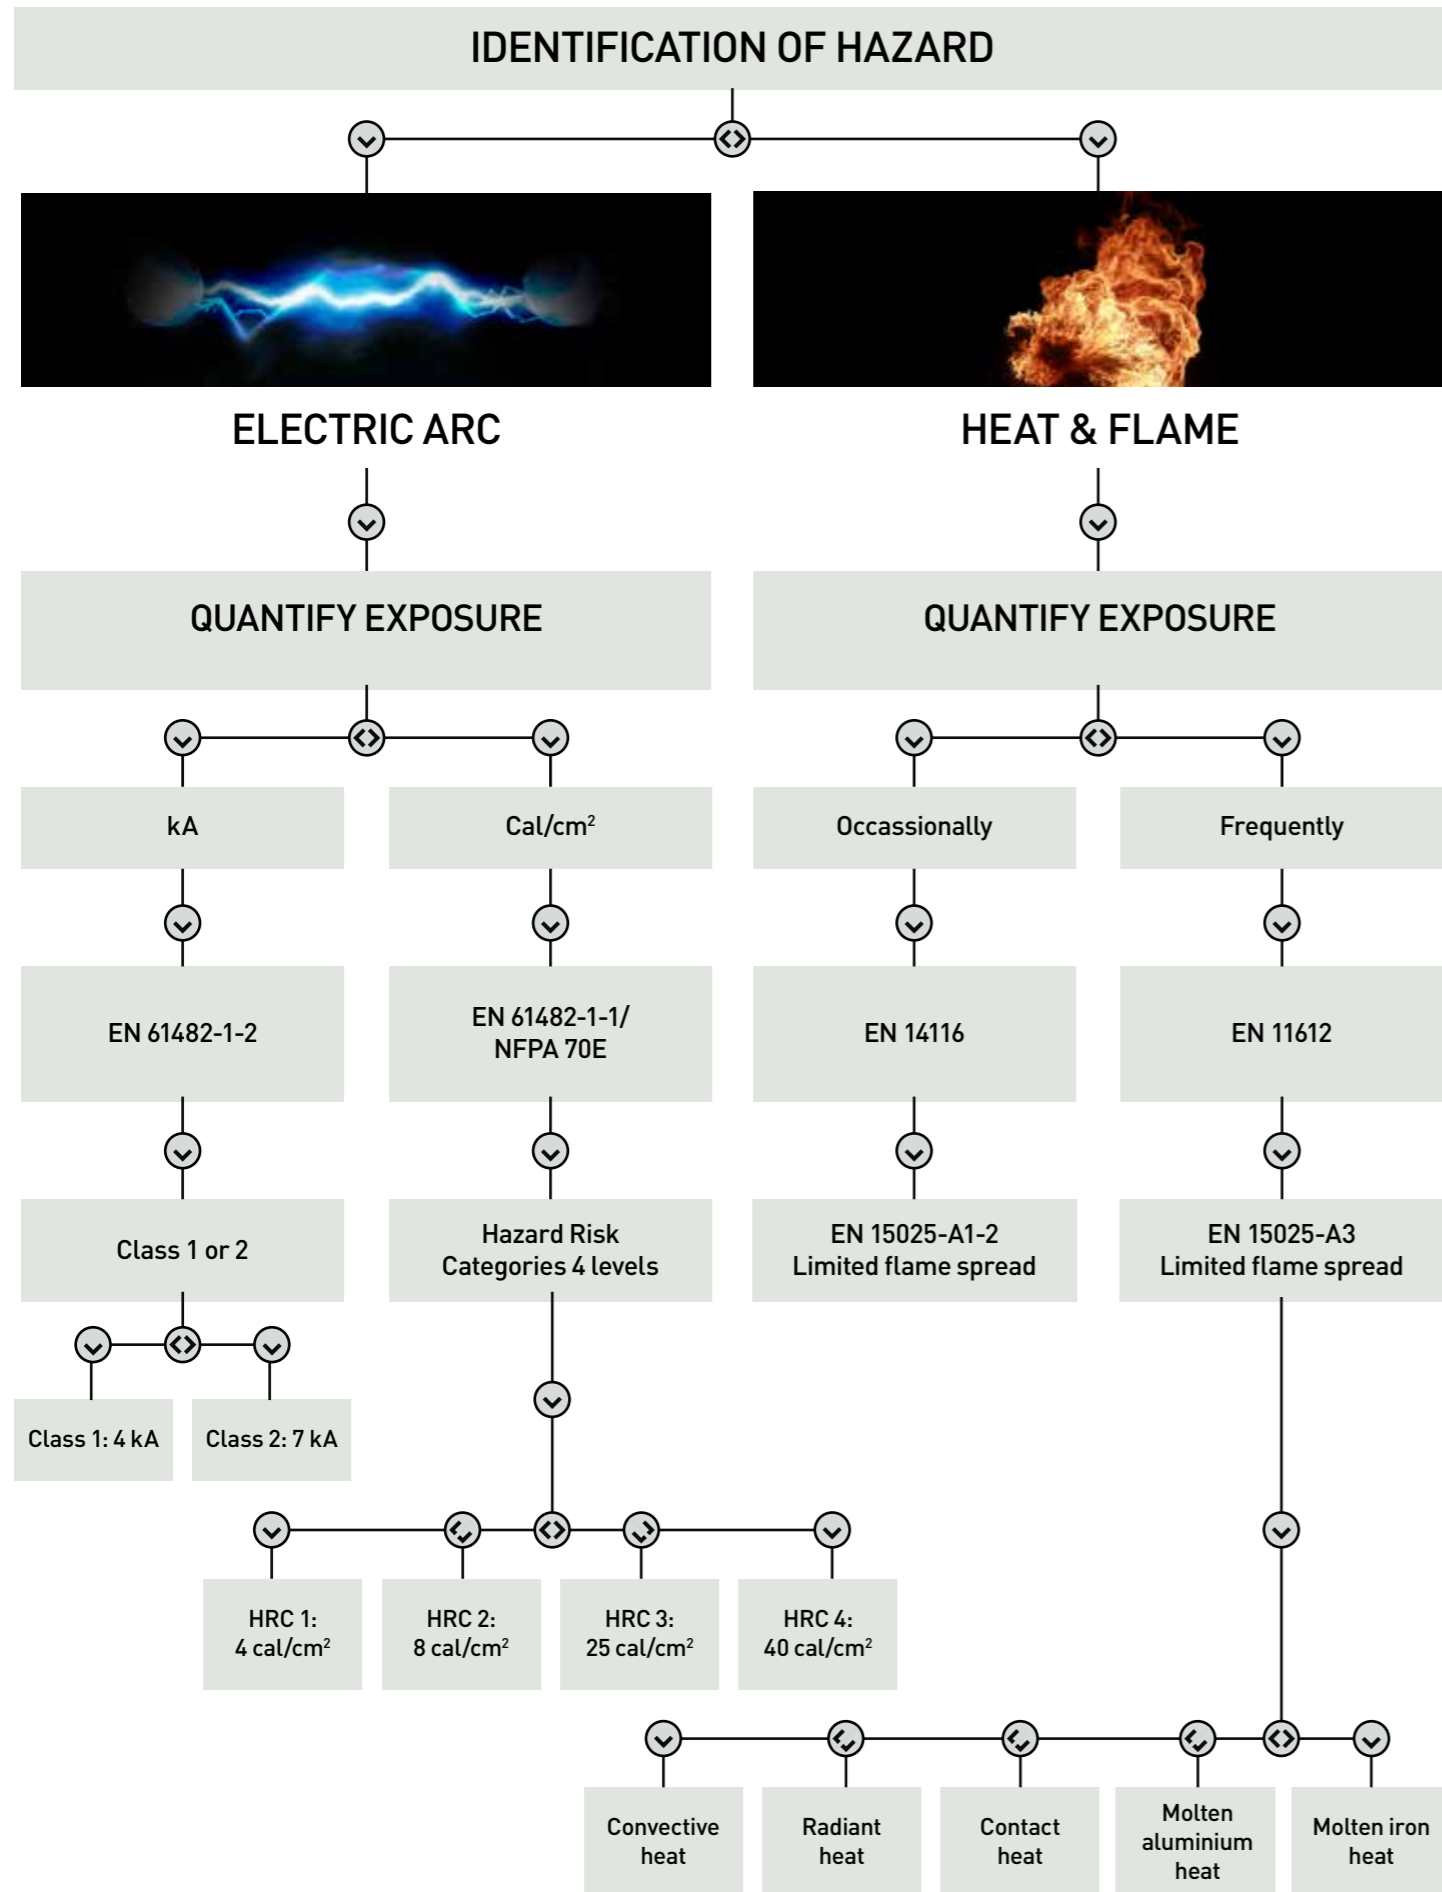 IDENTIFICATION OF HAZARD
ELECTRIC ARC
HEAT & FLAME
QUANTIFY EXPOSURE
QUANTIFY EXPOSURE
kA
Cal/cm²
Occassionally
Frequently
EN 61482-1-2
EN 61482-1-1/
NFPA 70E
EN 14116
EN 11612
Class 1 or 2
Hazard Risk
Categories 4 levels
EN 15025-A1-2
Limited flame spread
EN 15025-A3
Limited flame spread
Class 1: 4 kA
Class 2: 7 kA
HRC 1:
4 cal/cm²
HRC 2:
8 cal/cm²
HRC 3:
25 cal/cm²
HRC 4:
40 cal/cm²
Convective
heat
Radiant
heat
Contact
heat
Molten
aluminium
heat
Molten iron
heat